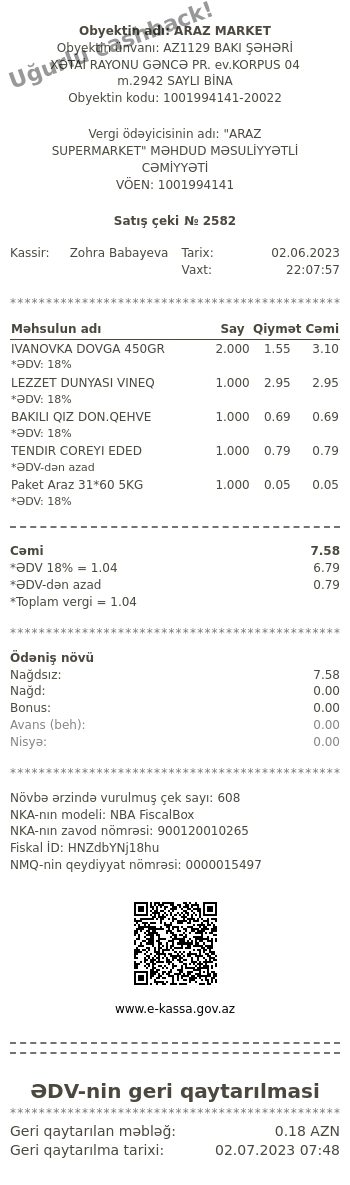 Uğurlu cashback!
Obyektin adı: ARAZ MARKET
Obyektin ünvanı: AZ1129 BAKI ŞƏHƏRİ
XƏTAİ RAYONU GƏNCƏ PR. ev.KORPUS 04
m.2942 SAYLI BİNA
Obyektin kodu: 1001994141-20022
Vergi ödəyicisinin adı: "ARAZ
SUPERMARKET" MƏHDUD MƏSULİYYƏTLİ
CƏMİYYƏTİ
VÖEN: 1001994141
Satış çeki № 2582
Kassir: Zohra Babayeva Tarix: 02.06.2023
Vaxt: 22:07:57
*********************************************
Məhsulun adı Say Qiymət Cəmi
IVANOVKA DOVGA 450GR 2.000 1.55 3.10
*ƏDV: 18%
LEZZET DUNYASI VINEQ 1.000 2.95 2.95
*ƏDV: 18%
BAKILI QIZ DON.QEHVE 1.000 0.69 0.69
*ƏDV: 18%
TENDIR COREYI EDED 1.000 0.79 0.79
*ƏDV-dən azad
Paket Araz 31*60 5KG 1.000 0.05 0.05
*ƏDV: 18%
Cəmi 7.58
*ƏDV 18% = 1.04 6.79
*ƏDV-dən azad 0.79
*Toplam vergi = 1.04
*********************************************
Ödəniş növü
Nağdsız: 7.58
Nağd: 0.00
Bonus: 0.00
Avans (beh): 0.00
Nisyə: 0.00
*********************************************
Növbə ərzində vurulmuş çek sayı: 608
NKA-nın modeli: NBA FiscalBox
NKA-nın zavod nömrəsi: 900120010265
Fiskal İD: HNZdbYNj18hu
NMQ-nin qeydiyyat nömrəsi: 0000015497
www.e-kassa.gov.az
ƏDV-nin geri qaytarılması
*********************************************
Geri qaytarılan məbləğ: 0.18 AZN
Geri qaytarılma tarixi: 02.07.2023 07:48